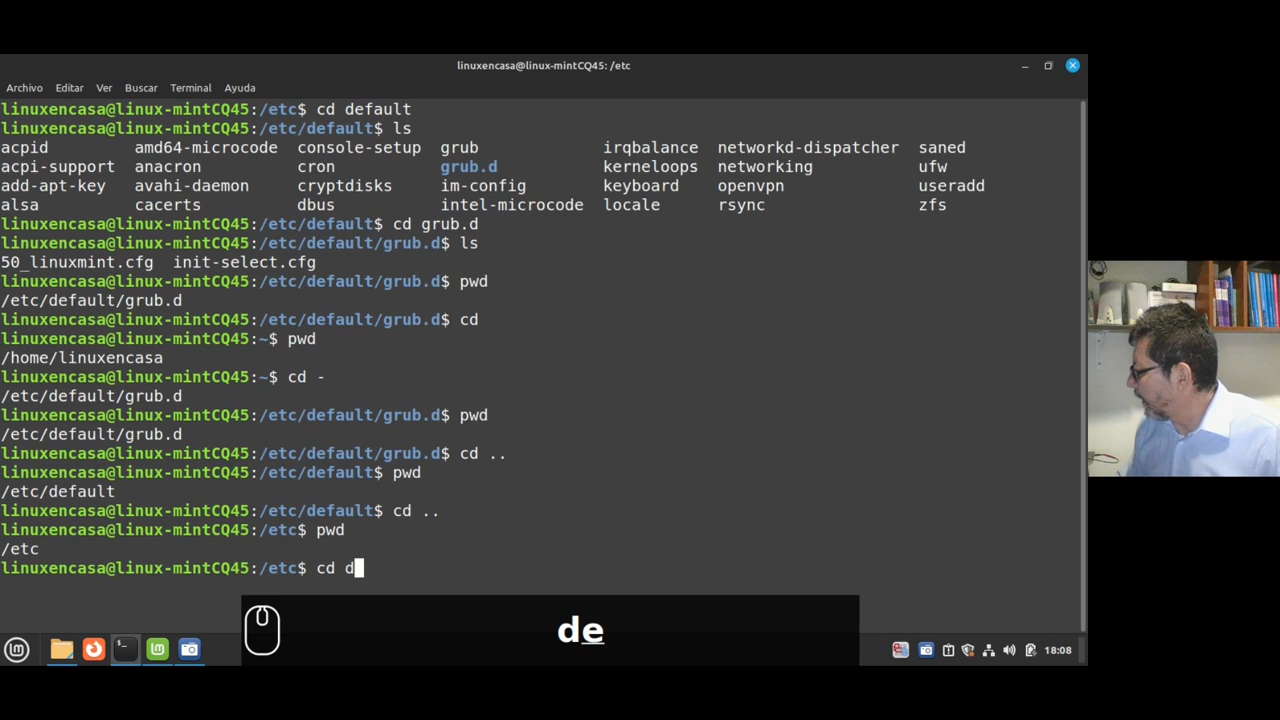 linuxencasa@linux-mintCQ45: /etc
Archivo Editar Ver Buscar Terminal Ayuda
linuxencasa@linux-mintCQ45:/etc$ cd default
linuxencasa@linux-mintCQ45:/etc/default$ ls
acpid amd64-microcode console-setup grub irqbalance networkd-dispatcher saned
acpi-support anacron cron grub.d kerneloops networking ufw
add-apt-key avahi-daemon cryptdisks im-config keyboard openvpn useradd
alsa cacerts dbus intel-microcode locale rsync zfs
linuxencasa@linux-mintCQ45:/etc/default$ cd grub.d
linuxencasa@linux-mintCQ45:/etc/default/grub.d$ ls
50_linuxmint.cfg init-select.cfg
linuxencasa@linux-mintCQ45:/etc/default/grub.d$ pwd
/etc/default/grub.d
linuxencasa@linux-mintCQ45:/etc/default/grub.d$ cd
linuxencasa@linux-mintCQ45:~$ pwd
/home/linuxencasa
linuxencasa@linux-mintCQ45:~$ cd -
/etc/default/grub.d
linuxencasa@linux-mintCQ45:/etc/default/grub.d$ pwd
/etc/default/grub.d
linuxencasa@linux-mintCQ45:/etc/default/grub.d$ cd ..
linuxencasa@linux-mintCQ45:/etc/default$ pwd
/etc/default
linuxencasa@linux-mintCQ45:/etc/default$ cd ..
linuxencasa@linux-mintCQ45:/etc$ pwd
/etc
linuxencasa@linux-mintCQ45:/etc$ cd d
de
18:08